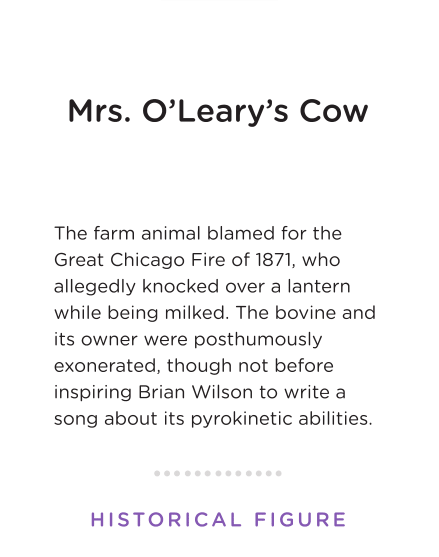 Mrs. O’Leary’s Cow
The farm animal blamed for the
Great Chicago Fire of 1871, who
allegedly knocked over a lantern
while being milked. The bovine and
its owner were posthumously
exonerated, though not before
inspiring Brian Wilson to write a
song about its pyrokinetic abilities.
HISTORICAL FIGURE